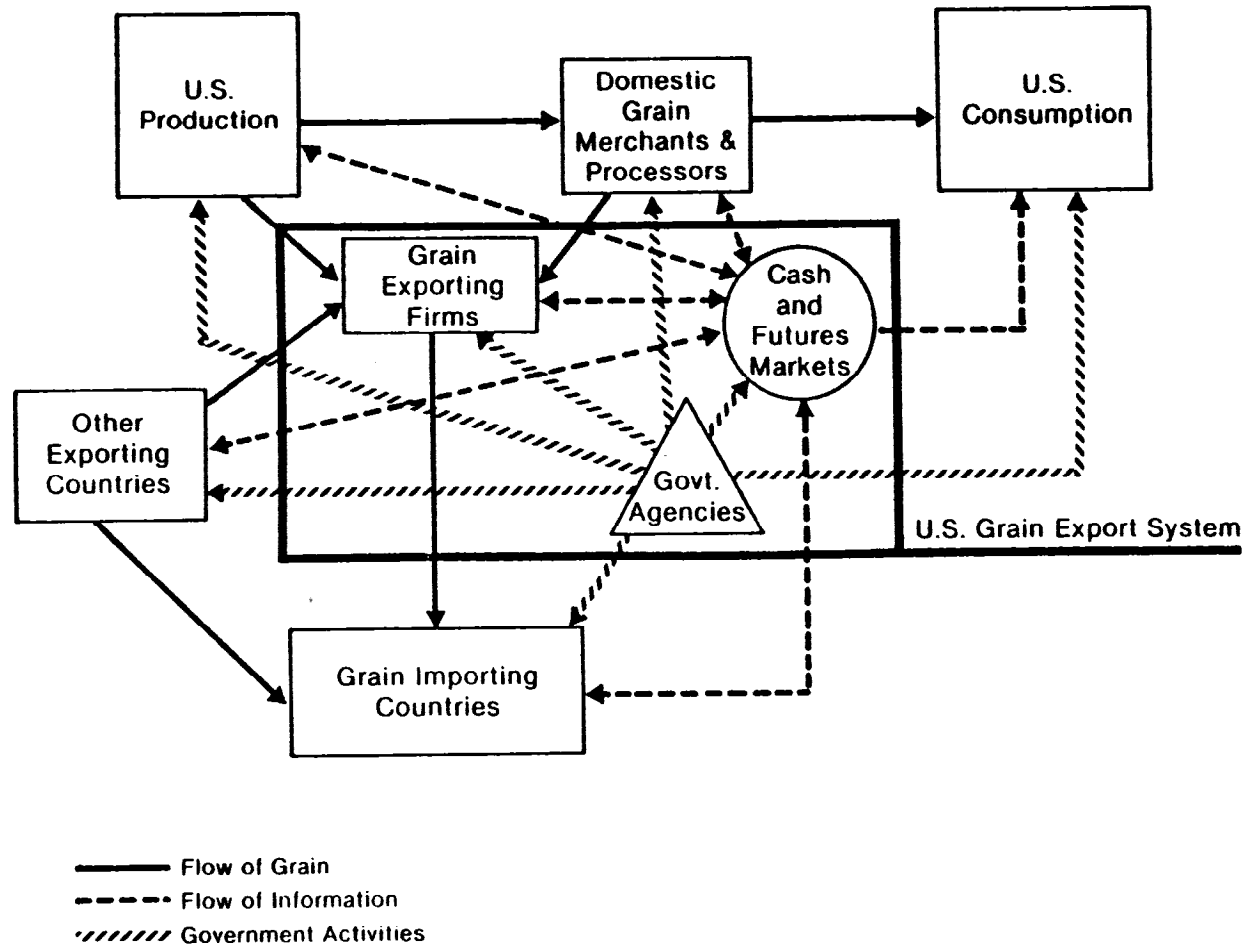 U.S.
Production
Domestic
Grain
Merchants &
Processors
U.S.
Consumption
Grain
Exporting
Firms
Cash
and
Futures
Markets
Other
Exporting
Countries
Govt.
Agencies
U.S. Grain Export System
Grain Importing
Countries
Flow of Grain
Flow of Information
Government Activities